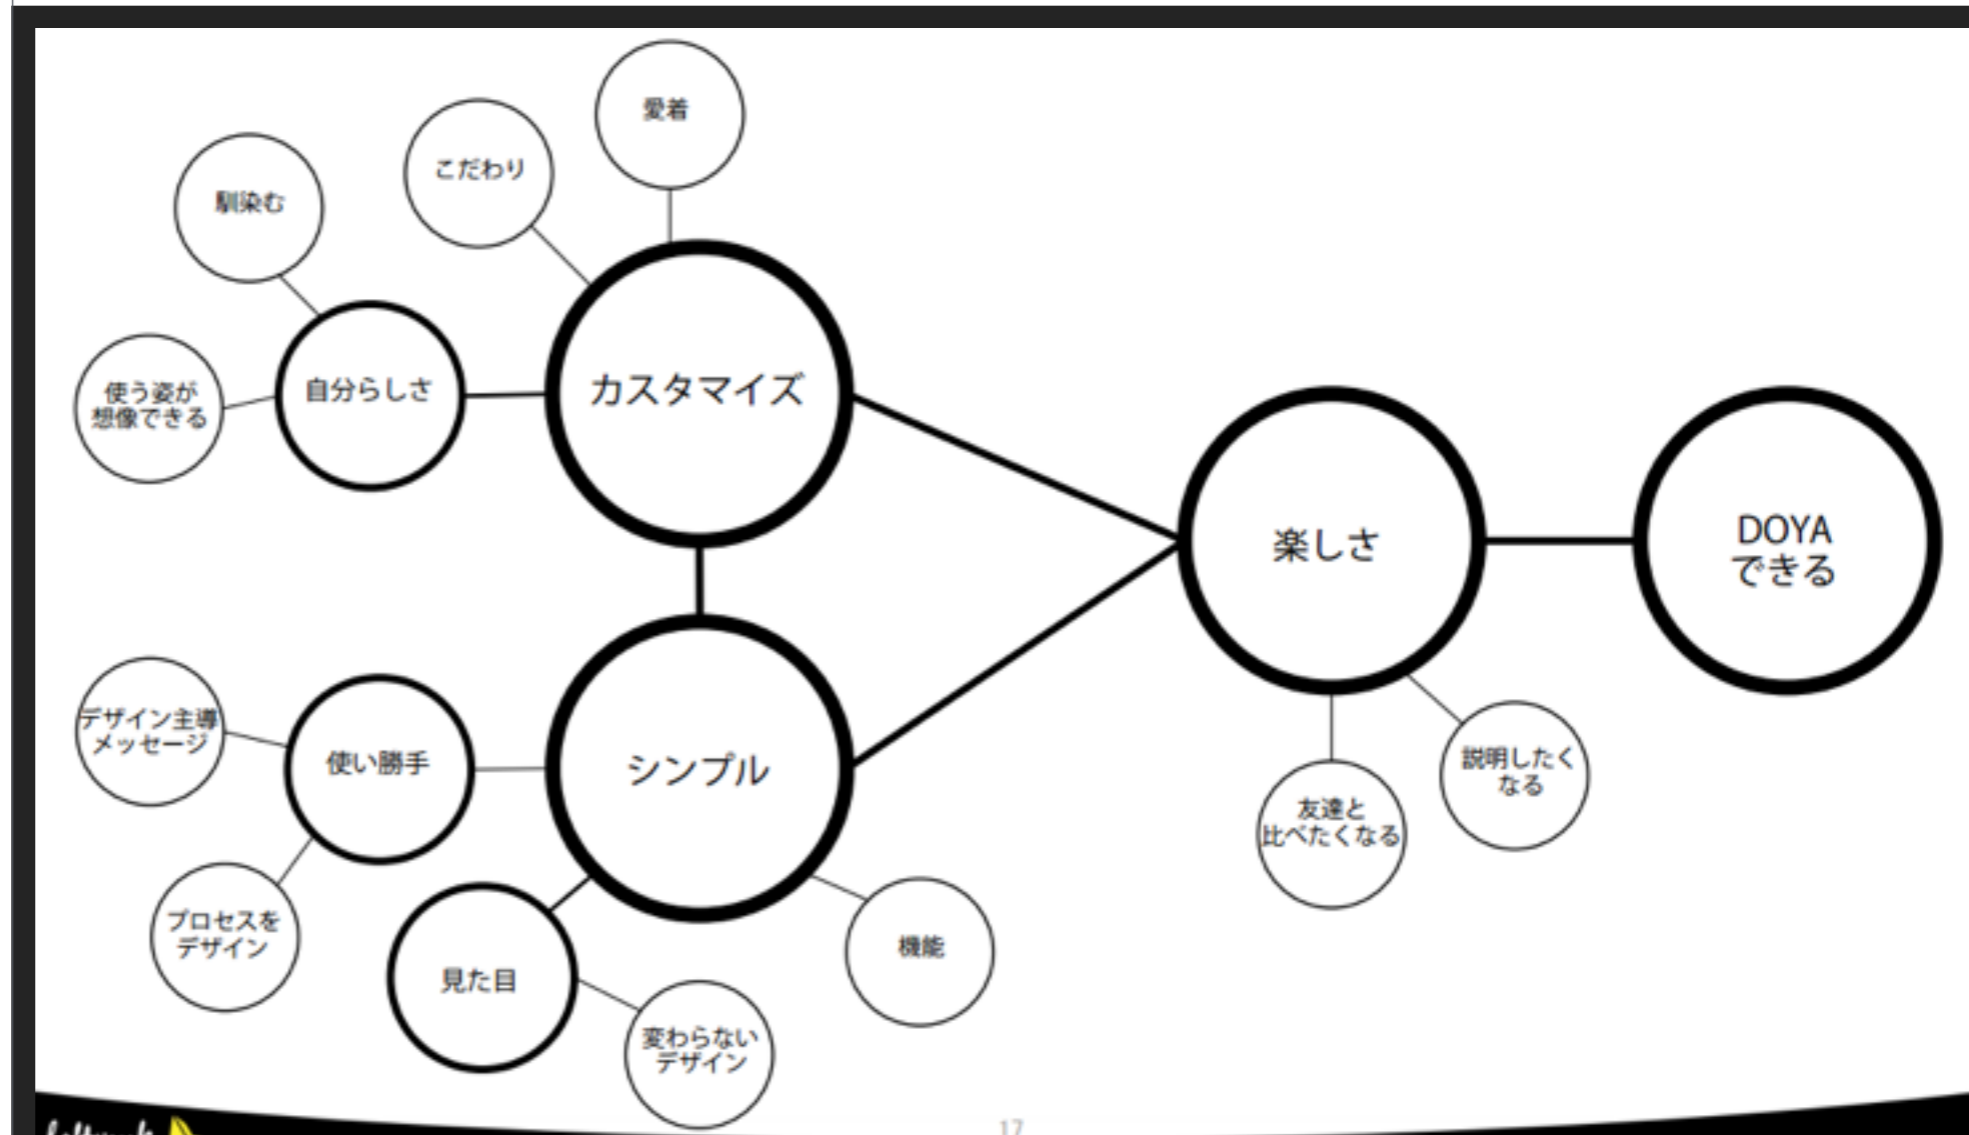 愛着
こだわり
馴染む
使う姿が
想像できる
自分らしさ
カスタマイズ
楽しさ
DOYA
できる
デザイン主導
メッセージ
使い勝手
シンプル
説明したく
なる
友達と
比べたくなる
プロセスを
デザイン
見た目
機能
変わらない
デザイン
17